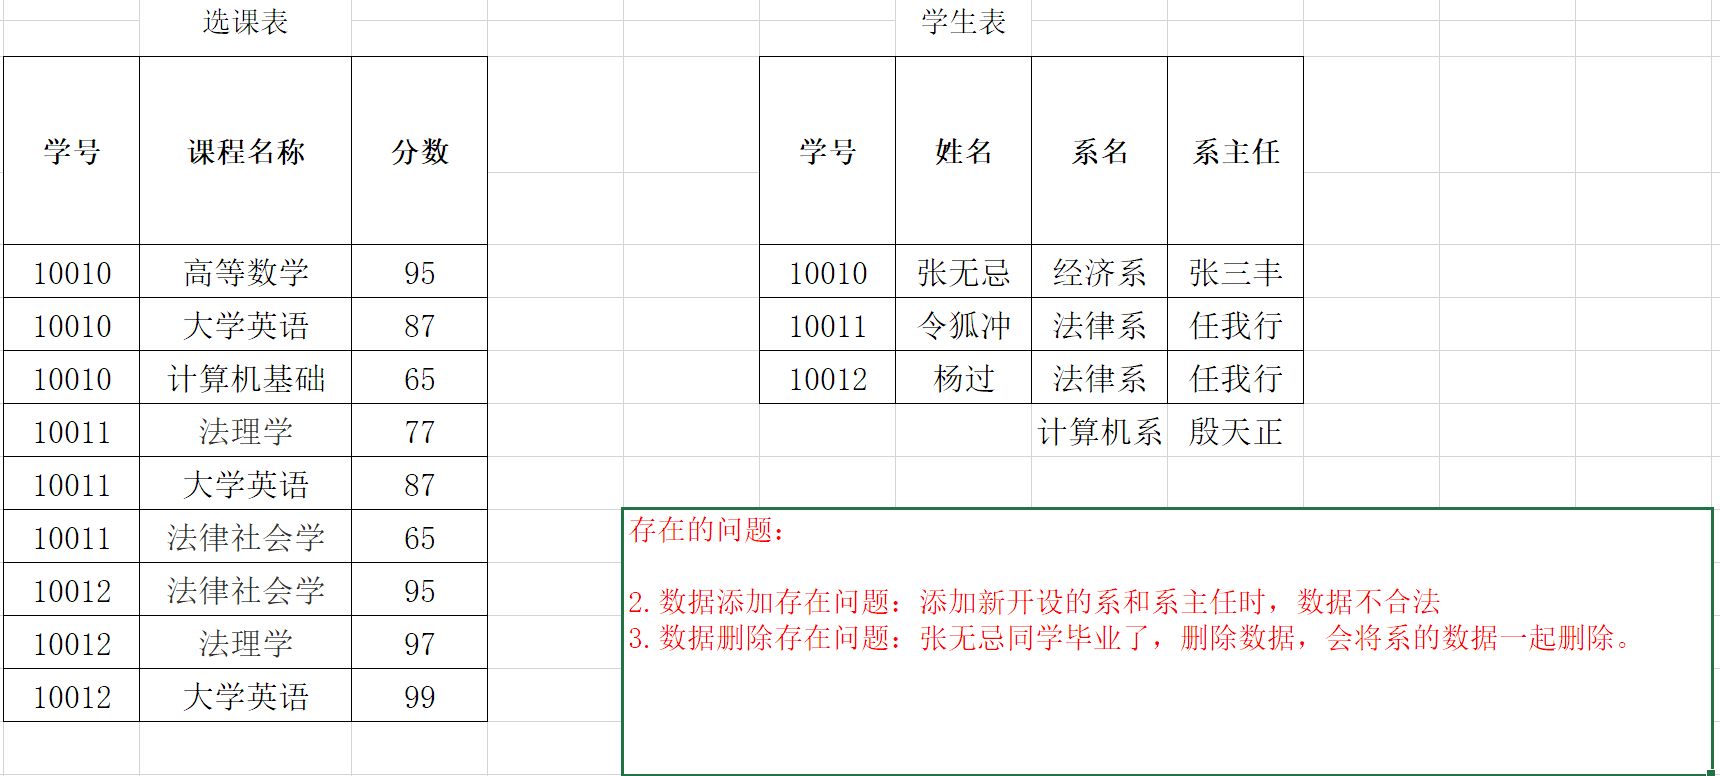 选课表
学号 课程名称 分数
10010 高等数学 95
10010 大学英语 87
10010 计算机基础 65
10011 法理学 77
10011 大学英语 87
10011 法律社会学 65
10012 法律社会学 95
10012 法理学 97
10012 大学英语 99
学生表
学号 姓名 系名 系主任
10010 张无忌 经济系 张三丰
10011 令狐冲 法律系 任我行
10012 杨过 法律系 任我行
计算机系 殷天正
存在的问题：
2. 数据添加存在问题：添加新开设的系和系主任时，数据不合法
3. 数据删除存在问题：张无忌同学毕业了，删除数据，会将系的数据一起删除。